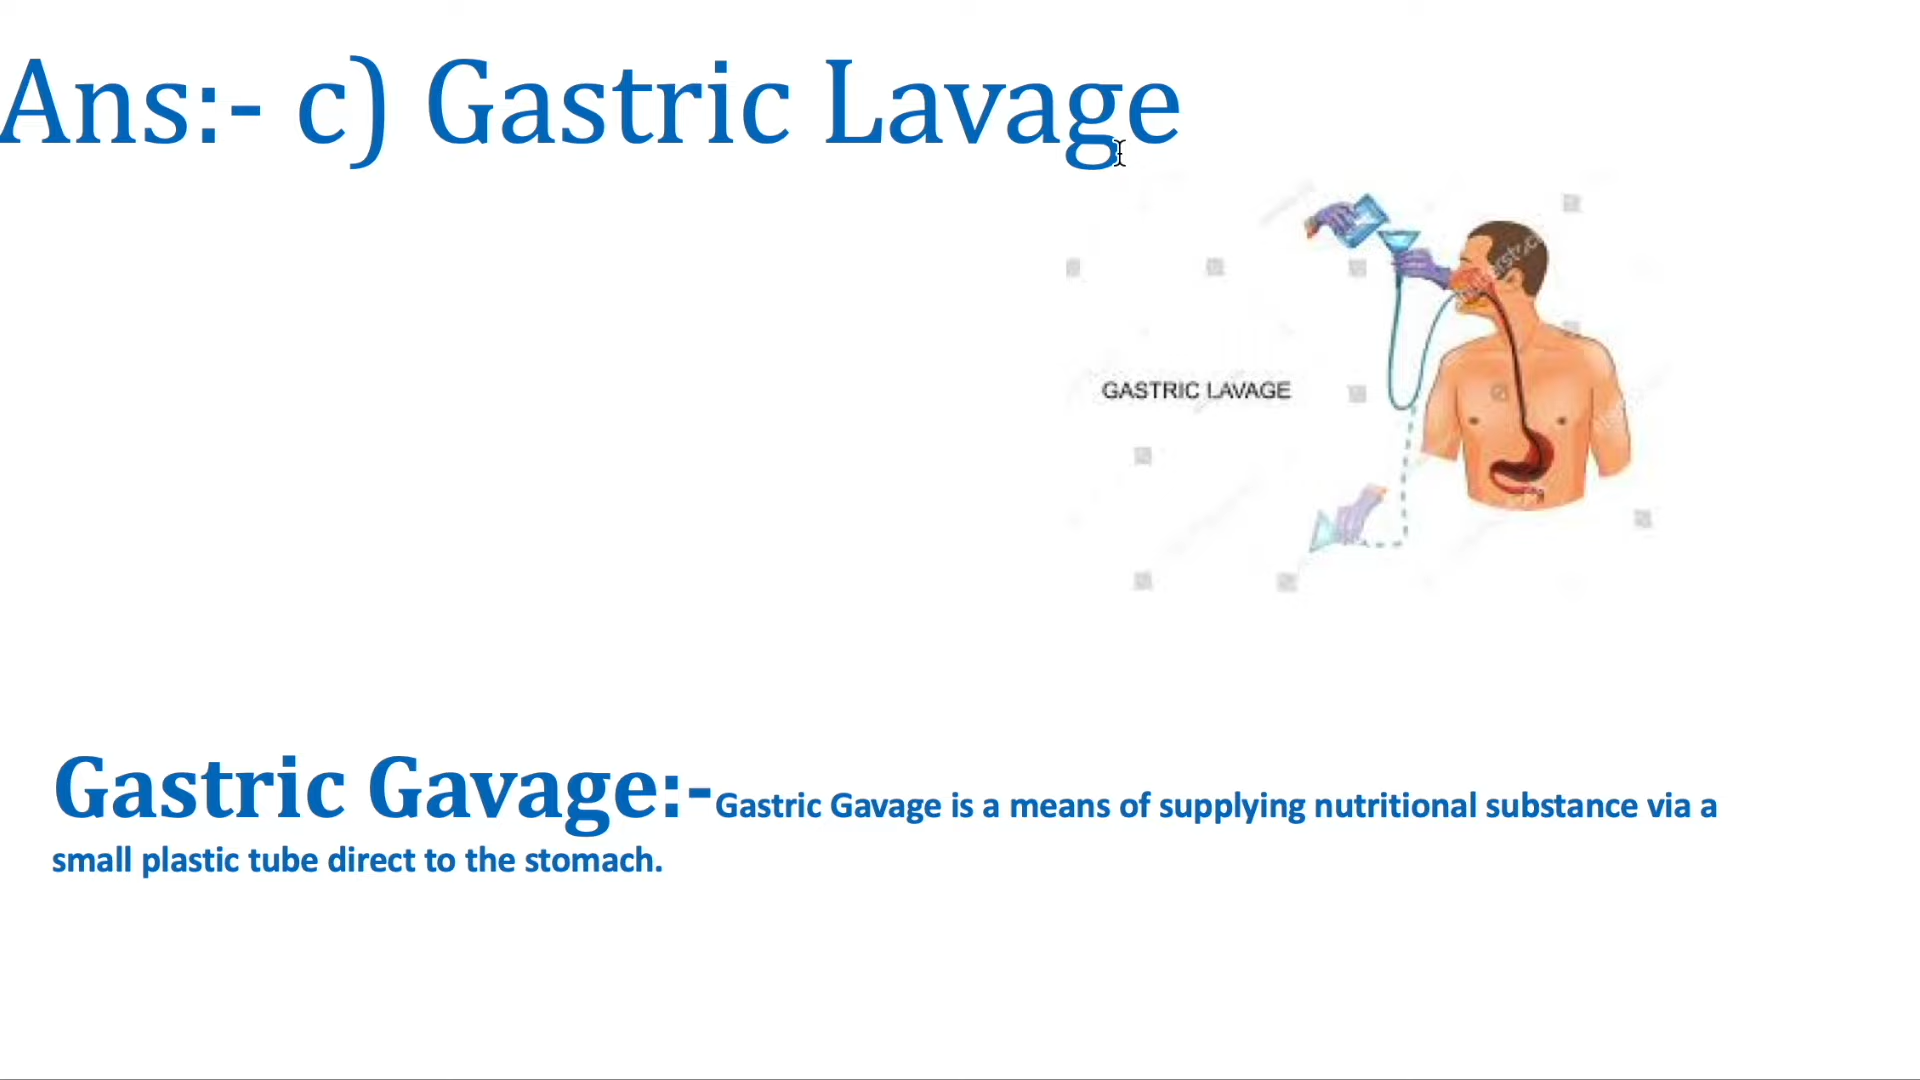 Ans:- c) Gastric Lavage
GASTRIC LAVAGE
Gastric Gavage:-Gastric Gavage is a means of supplying nutritional substance via a
small plastic tube direct to the stomach.